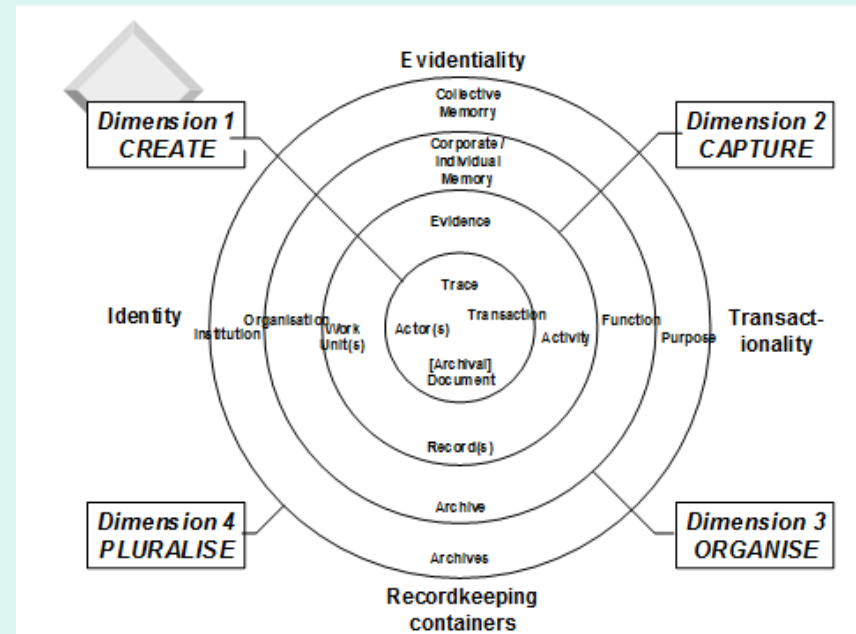 Evidentiality
Collective
Memorry
Dimension 1
CREATE
Dimension 2
CAPTURE
Corporate /
Individual
Memory
Evidence
Trace
Identity
Institution
Organisation
Work
Unit(s)
Actor(s)
Transaction
Activity
Function
Purpose
Transact-
ionality
[Archival]
Document
Record(s)
Archive
Archives
Dimension 4
PLURALISE
Dimension 3
ORGANISE
Recordkeeping
containers